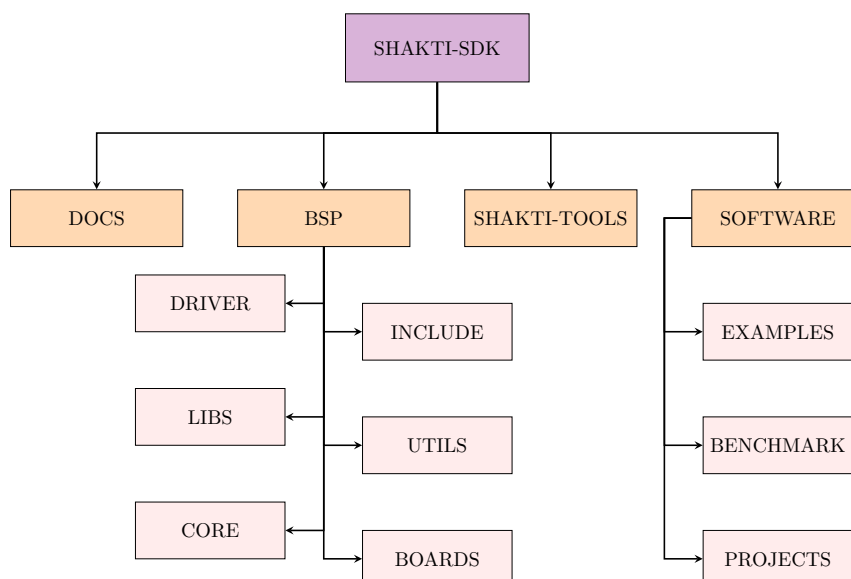 SHAKTI-SDK
DOCS
BSP
SHAKTI-TOOLS
SOFTWARE
DRIVER
INCLUDE
EXAMPLES
LIBS
UTILS
BENCHMARK
CORE
BOARDS
PROJECTS